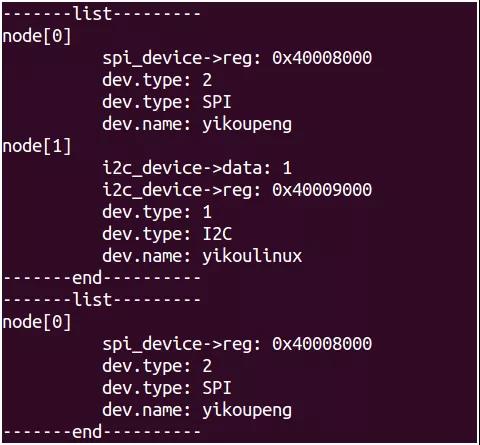 -------list---------
node[0]
spi_device->reg: 0x40008000
dev.type: 2
dev.type: SPI
dev.name: yikoupeng
node[1]
i2c_device->data: 1
i2c_device->reg: 0x40009000
dev.type: 1
dev.type: I2C
dev.name: yikoulinux
-------end----------
-------list---------
node[0]
spi_device->reg: 0x40008000
dev.type: 2
dev.type: SPI
dev.name: yikoupeng
-------end----------